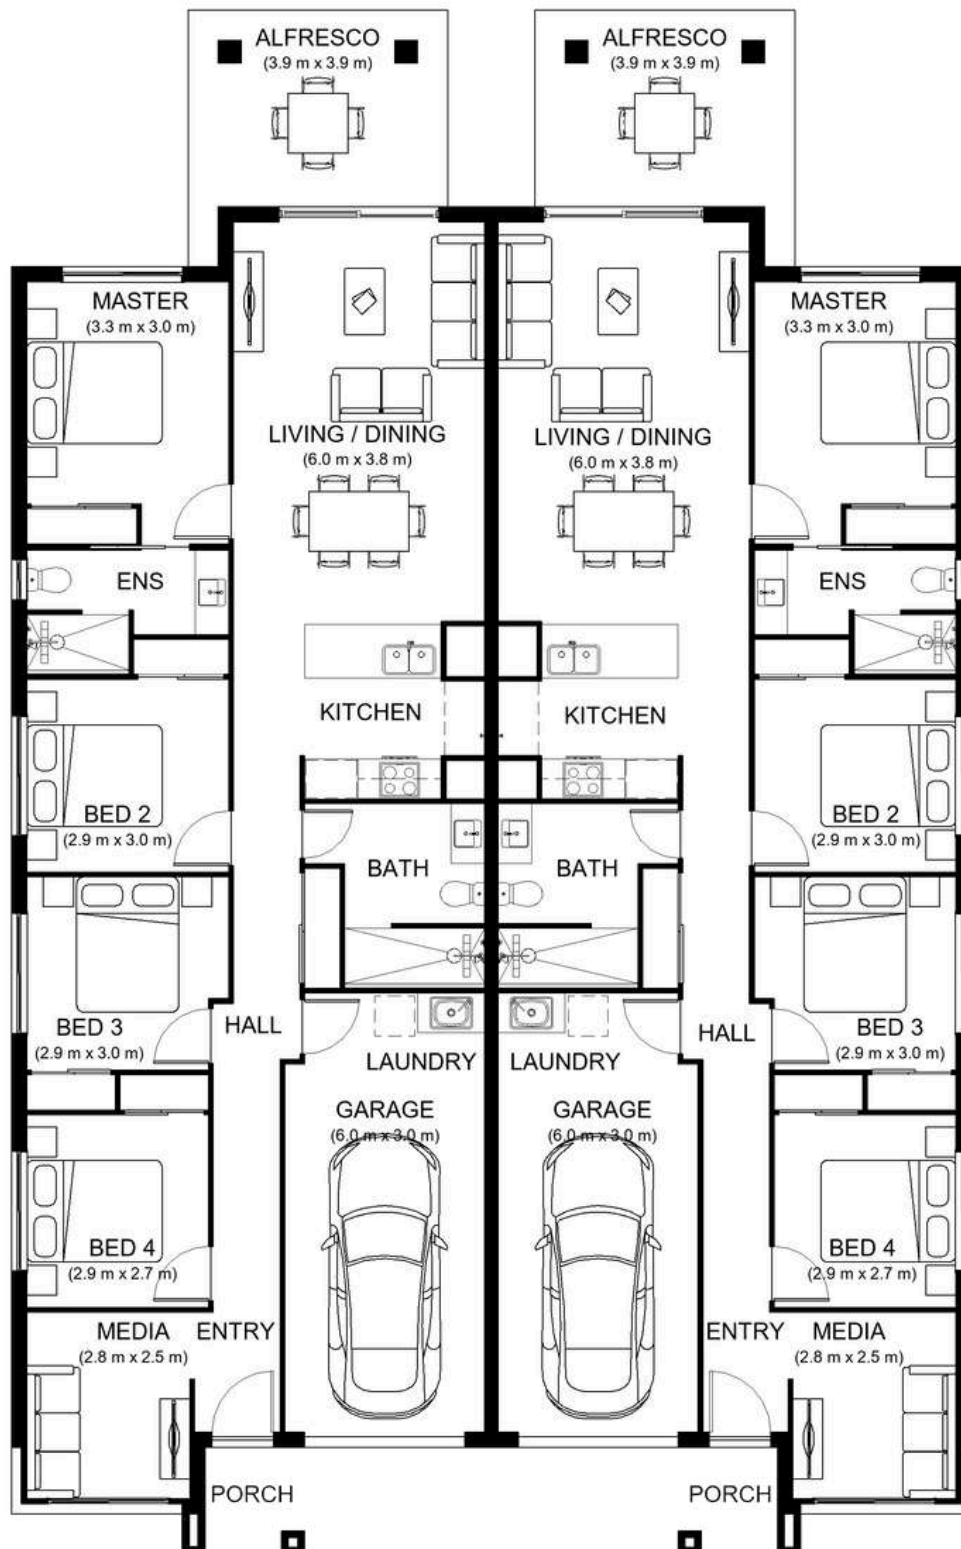 ALFRESCO
(3.9 m x 3.9 m)
ALFRESCO
(3.9 m x 3.9 m)
MASTER
(3.3 m x 3.0 m)
MASTER
(3.3 m x 3.0 m)
LIVING / DINING
(6.0 m x 3.8 m)
LIVING / DINING
(6.0 m x 3.8 m)
ENS
ENS
KITCHEN
KITCHEN
BED 2
(2.9 m x 3.0 m)
BED 2
(2.9 m x 3.0 m)
BATH
BATH
BED 3
(2.9 m x 3.0 m)
HALL
HALL
BED 3
(2.9 m x 3.0 m)
LAUNDRY
LAUNDRY
GARAGE
(6.0 m x 3.0 m)
GARAGE
(6.0 m x 3.0 m)
BED 4
(2.9 m x 2.7 m)
BED 4
(2.9 m x 2.7 m)
MEDIA
(2.8 m x 2.5 m)
ENTRY
ENTRY
MEDIA
(2.8 m x 2.5 m)
PORCH
PORCH